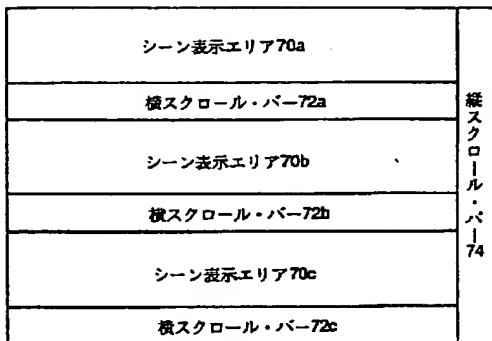 シーン表示エリア70a
横スクロール・バー72a
シーン表示エリア70b
横スクロール・バー72b
シーン表示エリア70c
横スクロール・バー72c
縦スクロール・バー74